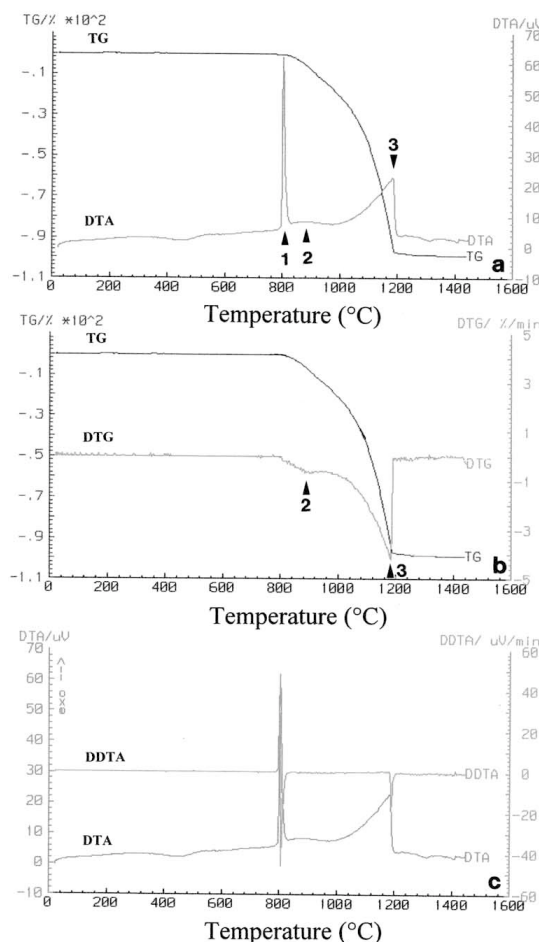 TG/% *10^2 DTA/uV
TG
70
60
50
40
30
20
10
0
-10
-.1
-.3
-.5
-.7
-.9
-1.1
3
DTA
1 2
DTA
TG
a
0 200 400 600 800 1000 1200 1400 1600
Temperature (°C)
TG/% *10^2 DTG/ %/min
TG
4
2
0
-2
-4
-5
-.1
-.3
-.5
-.7
-.9
-1.1
DTG
DTG
2
3
TG
b
0 200 400 600 800 1000 1200 1400 1600
Temperature (°C)
DTA/uV DDTA/ uV/min
70
60
50
40
30
20
10
0
-10
60
40
20
0
-20
-40
-60
exo -->
DDTA
DDTA
DTA
DTA
c
0 200 400 600 800 1000 1200 1400 1600
Temperature (°C)